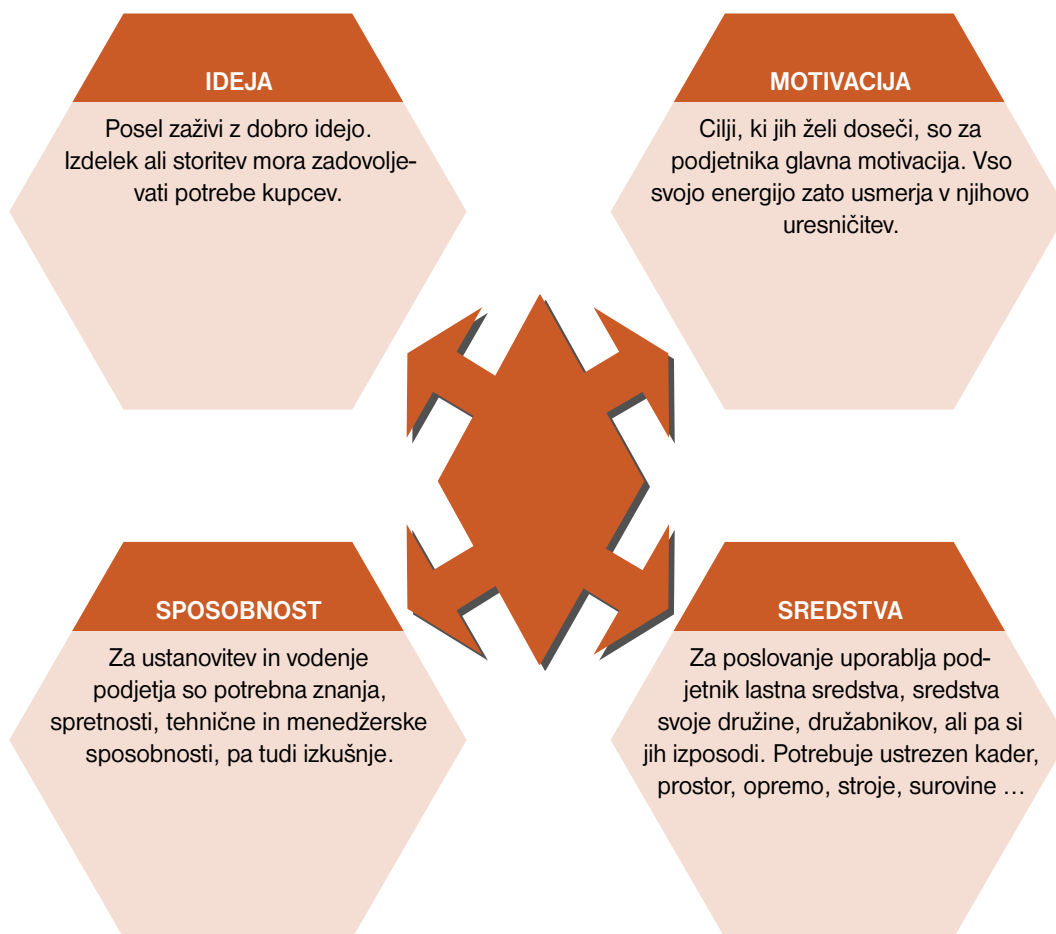 IDEJA
Posel zaživi z dobro idejo.
Izdelek ali storitev mora zadovolje-
vati potrebe kupcev.
MOTIVACIJA
Cilji, ki jih želi doseči, so za
podjetnika glavna motivacija. Vso
svojo energijo zato usmerja v njihovo
uresničitev.
SPOSOBNOST
Za ustanovitev in vodenje
podjetja so potrebna znanja,
spretnosti, tehnične in menedžerske
sposobnosti, pa tudi izkušnje.
SREDSTVA
Za poslovanje uporablja pod-
jetnik lastna sredstva, sredstva
svoje družine, družabnikov, ali pa si
jih izposodi. Potrebuje ustrezen kader,
prostor, opremo, stroje, surovine …